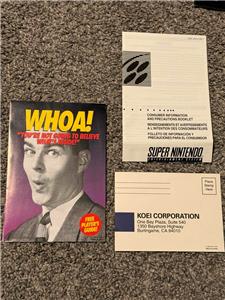 WHOA!
"YOU'RE NOT GOING TO BELIEVE
WHAT'S INSIDE!"
FREE
PLAYER'S
GUIDE!
CONSUMER INFORMATION
AND PRECAUTIONS BOOKLET
RENSEIGNEMENTS ET AVERTISSEMENTS
À L'INTENTION DES CONSOMMATEURS
FOLLETO DE INFORMACIÓN Y
PRECAUCIONES PARA EL CONSUMIDOR
SUPER NINTENDO
ENTERTAINMENT SYSTEM
Place
Stamp
Here
KOEI CORPORATION
One Bay Plaza, Suite 540
1350 Bayshore Highway
Burlingame, CA 94010